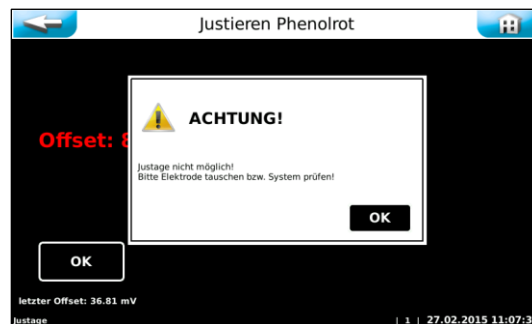 Justieren Phenolrot
ACHTUNG!
Offset:
Justage nicht möglich!
Bitte Elektrode tauschen bzw. System prüfen!
OK
OK
letzter Offset: 36.81 mV
Justage | 1 | 27.02.2015 11:07:3